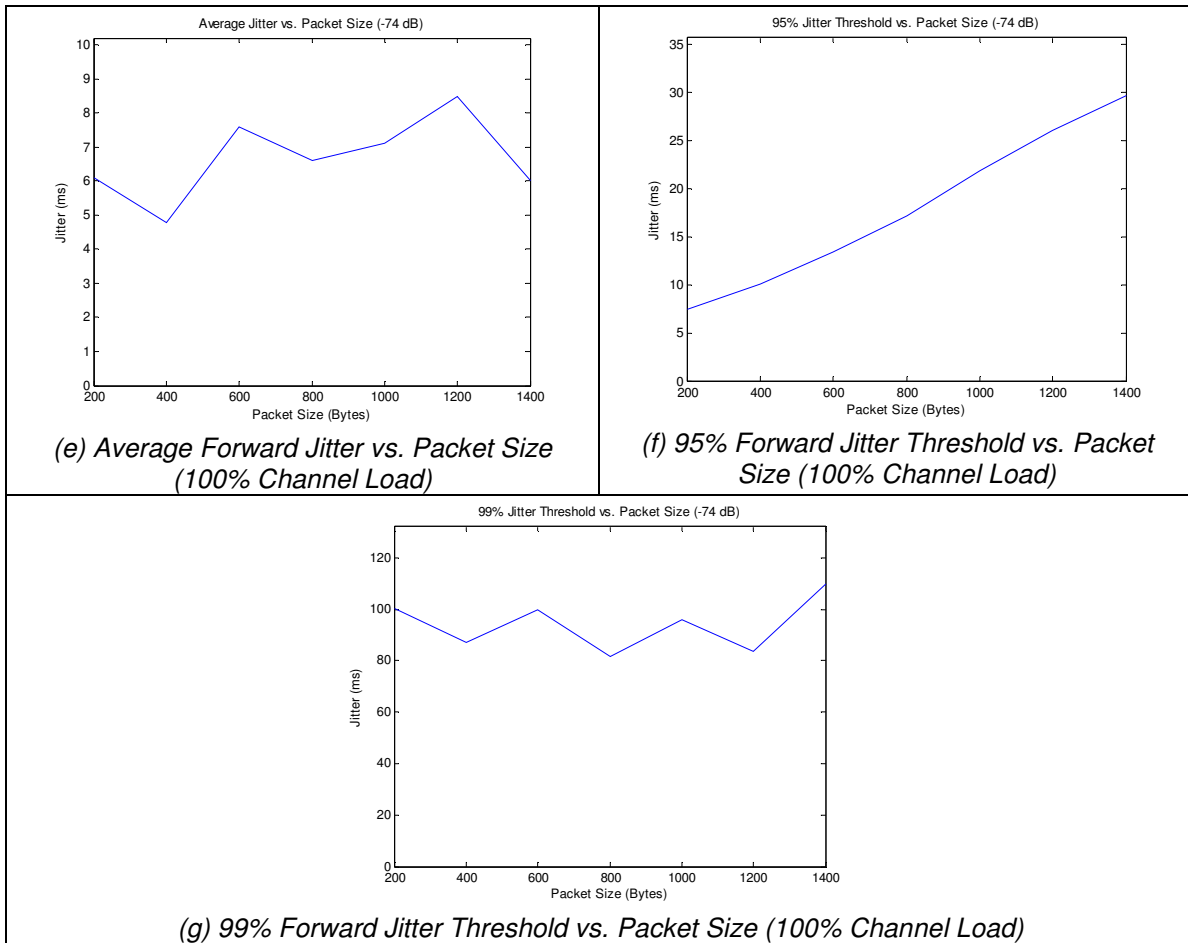 Average Jitter vs. Packet Size (-74 dB)
10
9
8
7
6
5
4
3
2
1
0
Jitter (ms)
200 400 600 800 1000 1200 1400
Packet Size (Bytes)
(e) Average Forward Jitter vs. Packet Size
(100% Channel Load)
95% Jitter Threshold vs. Packet Size (-74 dB)
35
30
25
20
15
10
5
0
Jitter (ms)
200 400 600 800 1000 1200 1400
Packet Size (Bytes)
(f) 95% Forward Jitter Threshold vs. Packet
Size (100% Channel Load)
99% Jitter Threshold vs. Packet Size (-74 dB)
120
100
80
60
40
20
0
Jitter (ms)
200 400 600 800 1000 1200 1400
Packet Size (Bytes)
(g) 99% Forward Jitter Threshold vs. Packet Size (100% Channel Load)